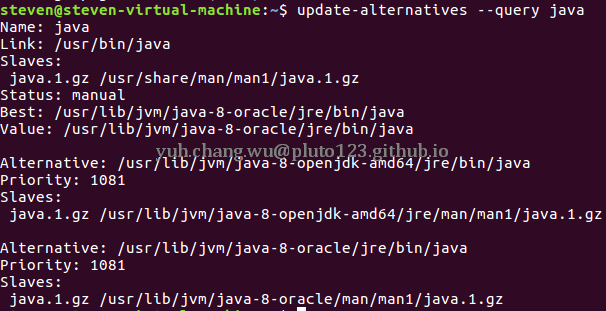 steven@steven-virtual-machine:~$ update-alternatives --query java
Name: java
Link: /usr/bin/java
Slaves:
 java.1.gz /usr/share/man/man1/java.1.gz
Status: manual
Best: /usr/lib/jvm/java-8-oracle/jre/bin/java
Value: /usr/lib/jvm/java-8-oracle/jre/bin/java
yuh.chang.wu@pluto123.github.io
Alternative: /usr/lib/jvm/java-8-openjdk-amd64/jre/bin/java
Priority: 1081
Slaves:
 java.1.gz /usr/lib/jvm/java-8-openjdk-amd64/jre/man/man1/java.1.gz
Alternative: /usr/lib/jvm/java-8-oracle/jre/bin/java
Priority: 1081
Slaves:
 java.1.gz /usr/lib/jvm/java-8-oracle/man/man1/java.1.gz